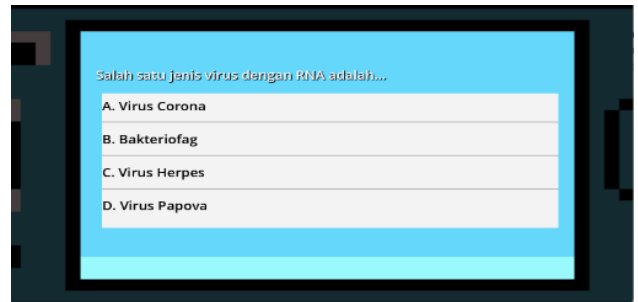 Salah satu jenis virus dengan RNA adalah...
A. Virus Corona
B. Bakteriofag
C. Virus Herpes
D. Virus Papova